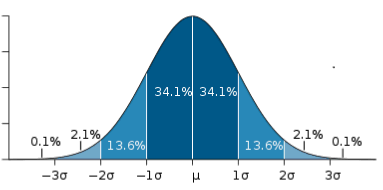 34.1% 34.1%
0.1% 2.1% 13.6% 13.6% 2.1% 0.1%
−3σ −2σ −1σ μ 1σ 2σ 3σ